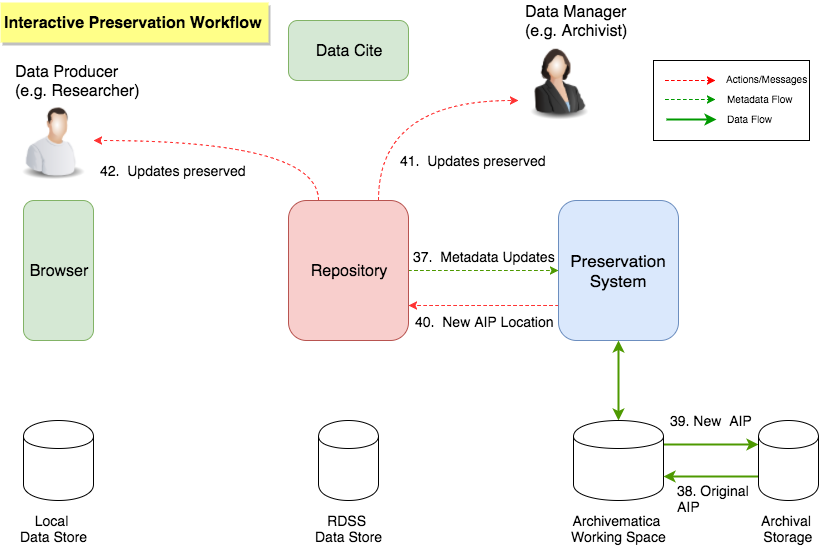 Interactive Preservation Workflow
Data Manager
(e.g. Archivist)
Data Cite
Data Producer
(e.g. Researcher)
Actions/Messages
Metadata Flow
Data Flow
41.  Updates preserved
42.  Updates preserved
Browser
Repository
37.  Metadata Updates
Preservation
System
40.  New AIP Location
39. New  AIP
38. Original
AIP
Local
Data Store
RDSS
Data Store
Archivematica
Working Space
Archival
Storage